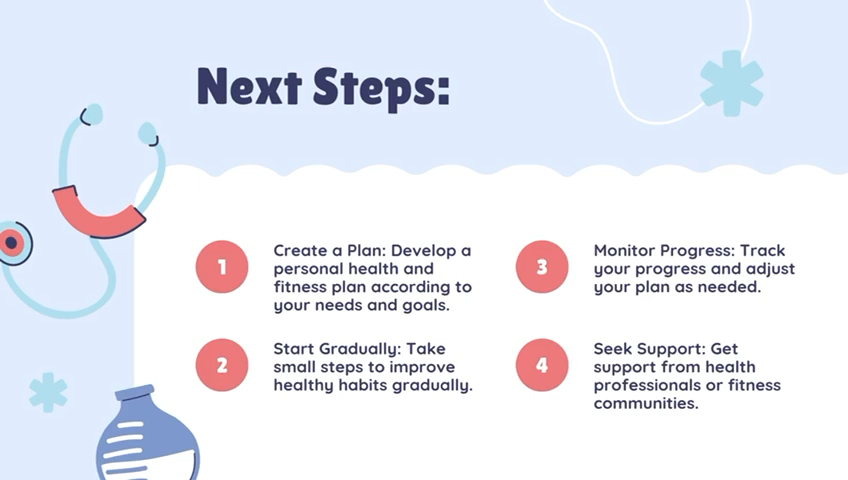 Next Steps:
1
Create a Plan: Develop a
personal health and
fitness plan according to
your needs and goals.
2
Start Gradually: Take
small steps to improve
healthy habits gradually.
3
Monitor Progress: Track
your progress and adjust
your plan as needed.
4
Seek Support: Get
support from health
professionals or fitness
communities.